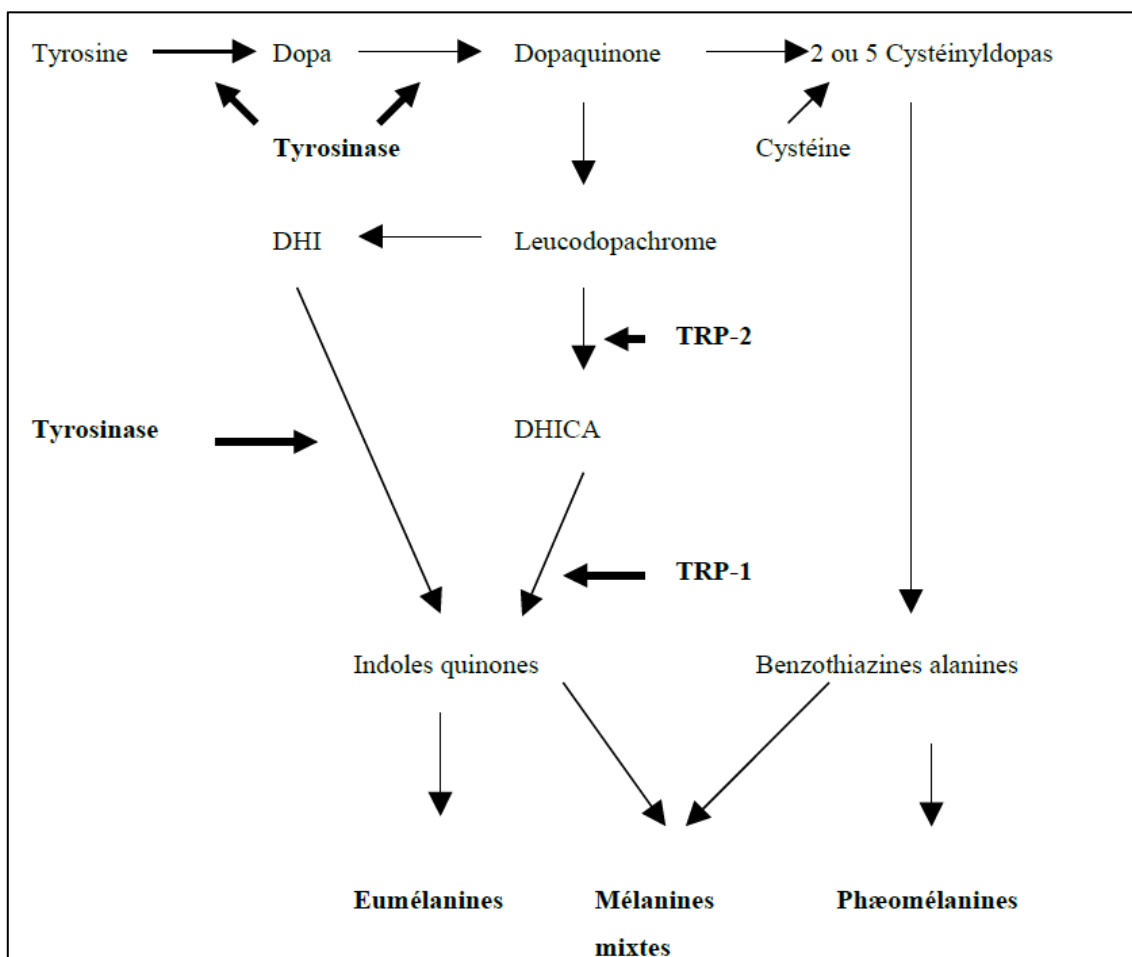 Tyrosine Dopa Dopaquinone 2 ou 5 Cystéinyldopas
Tyrosinase Cystéine
DHI Leucodopachrome
TRP-2
Tyrosinase DHICA
TRP-1
Indoles quinones Benzothiazines alanines
Eumélanines Mélanines Phæomélanines
mixtes